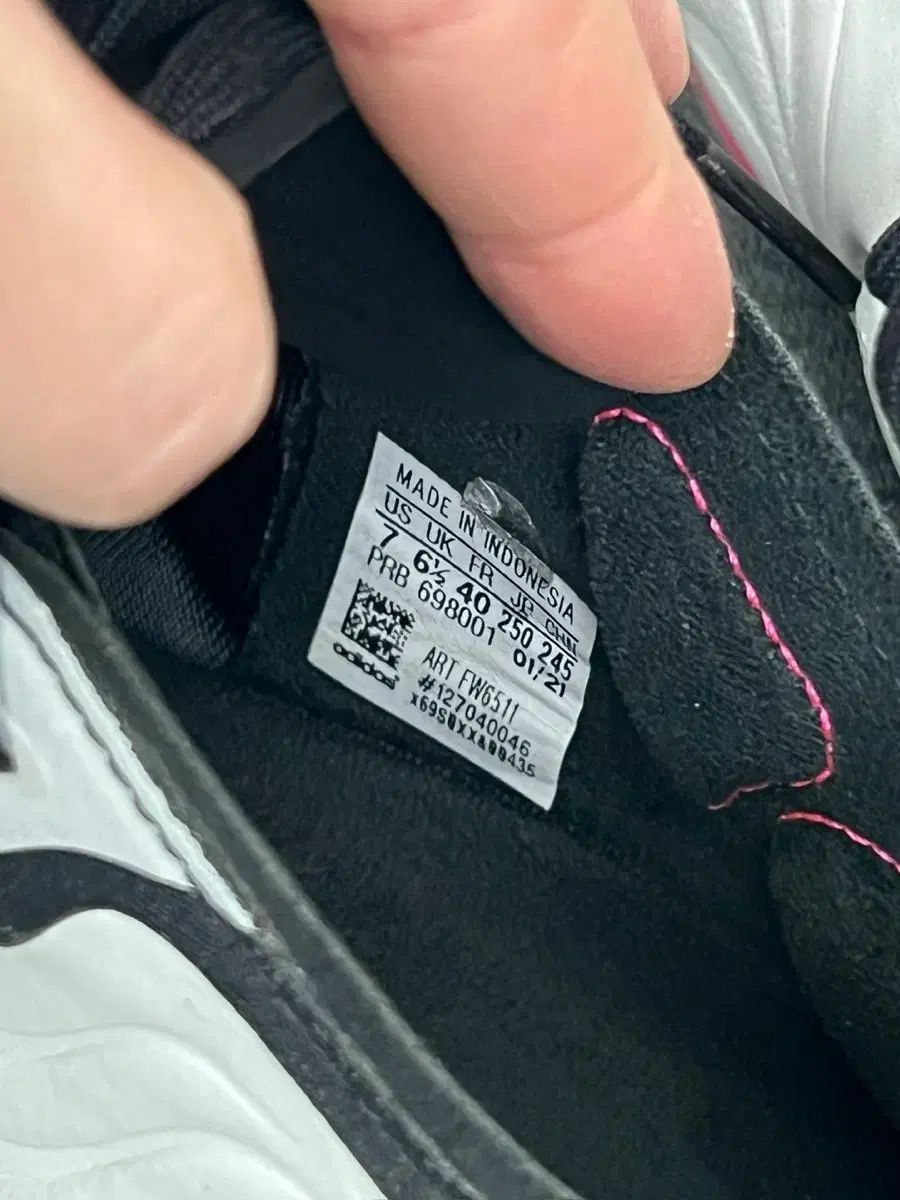 MADE IN INDONESIA
US UK FR JP CHN
7 6½ 40 250 245
PRB 698001 01/21
ART FW6511
#127040046
adidas